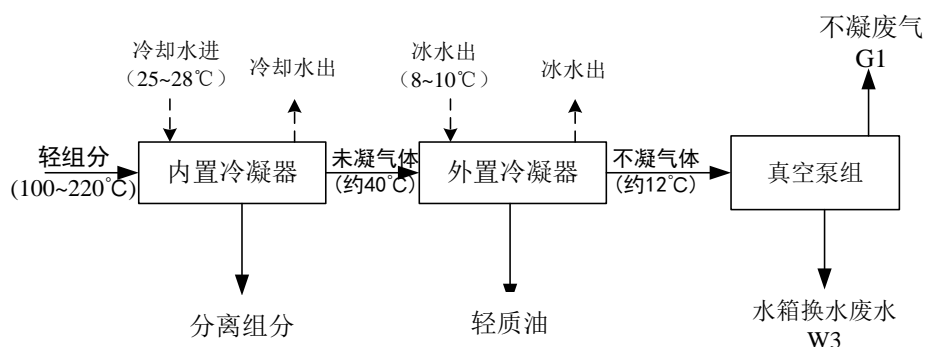 不凝废气
G1
冷却水进
（25~28℃）
冷却水出
冰水出
（8~10℃）
冰水出
轻组分
(100~220℃)
内置冷凝器
未凝气体
(约40℃)
外置冷凝器
不凝气体
(约12℃)
真空泵组
分离组分
轻质油
水箱换水废水
W3